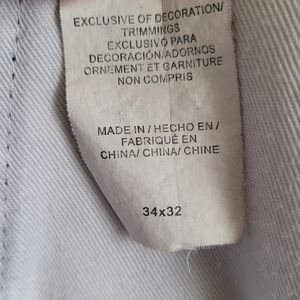 EXCLUSIVE OF DECORATION/
TRIMMINGS
EXCLUSIVO PARA
DECORACIÓN/ADORNOS
ORNEMENT ET GARNITURE
NON COMPRIS
MADE IN / HECHO EN /
FABRIQUÉ EN
CHINA/ CHINA/ CHINE
34x32